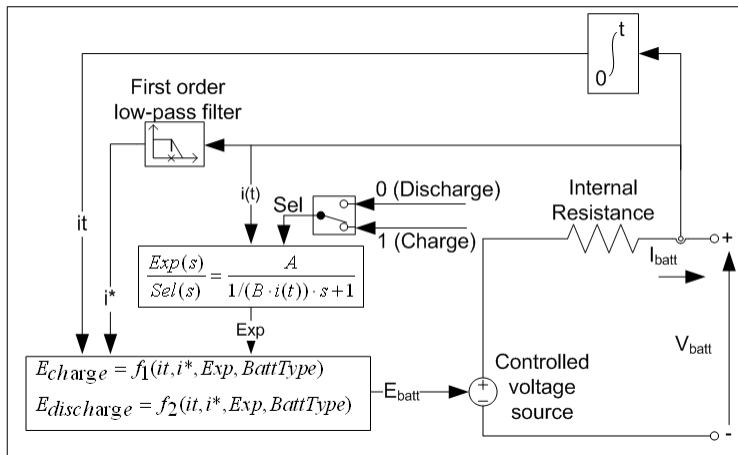 t
0
First order
low-pass filter
i(t)
Sel
0 (Discharge)
1 (Charge)
Internal
Resistance
+
I_batt
it
i*
Exp(s) / Sel(s) = A / 1/(B · i(t)) · s + 1
Exp
E_charge = f_1(it, i*, Exp, BattType)
E_discharge = f_2(it, i*, Exp, BattType)
E_batt
+
−
Controlled
voltage
source
V_batt
-